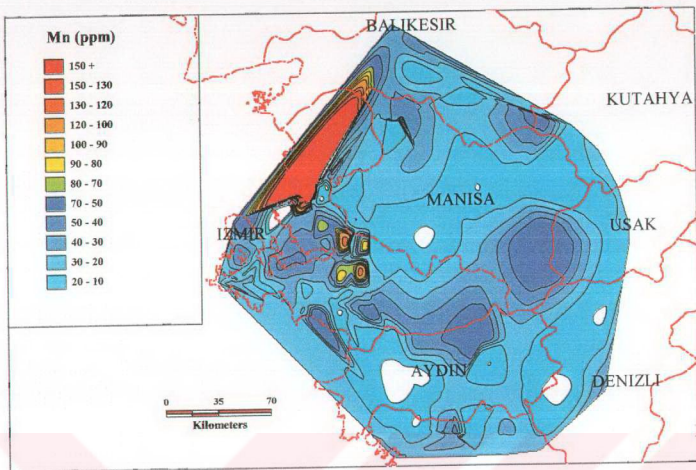 BALIKESIR
Mn (ppm)
150 +
150 - 130
130 - 120
120 - 100
100 - 90
90 - 80
80 - 70
70 - 50
50 - 40
40 - 30
30 - 20
20 - 10
KUTAHYA
MANISA
USAK
IZMIR
AYDIN
DENIZLI
0 35 70
Kilometers